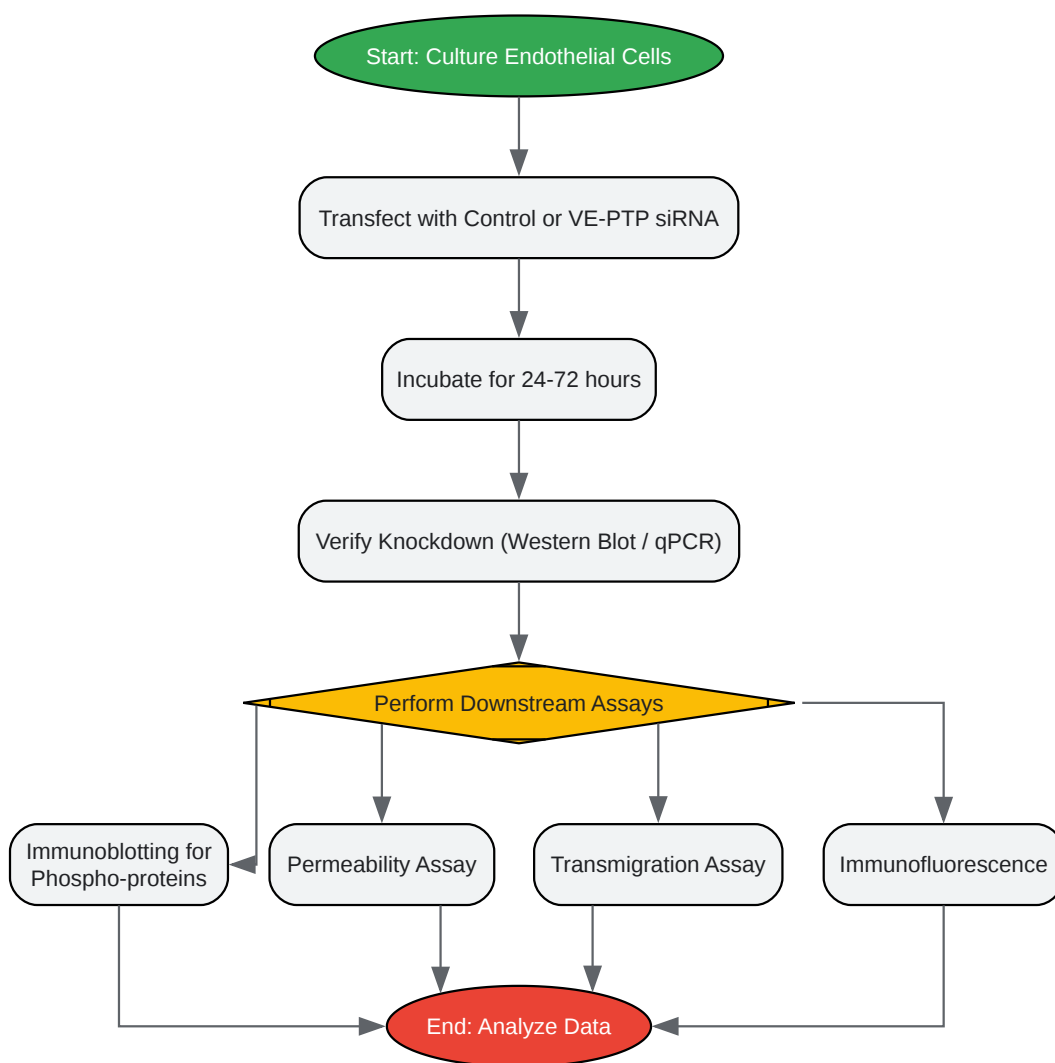 Start: Culture Endothelial Cells
Transfect with Control or VE-PTP siRNA
Incubate for 24-72 hours
Verify Knockdown (Western Blot / qPCR)
Perform Downstream Assays
Immunoblotting for
Phospho-proteins
Permeability Assay
Transmigration Assay
Immunofluorescence
End: Analyze Data